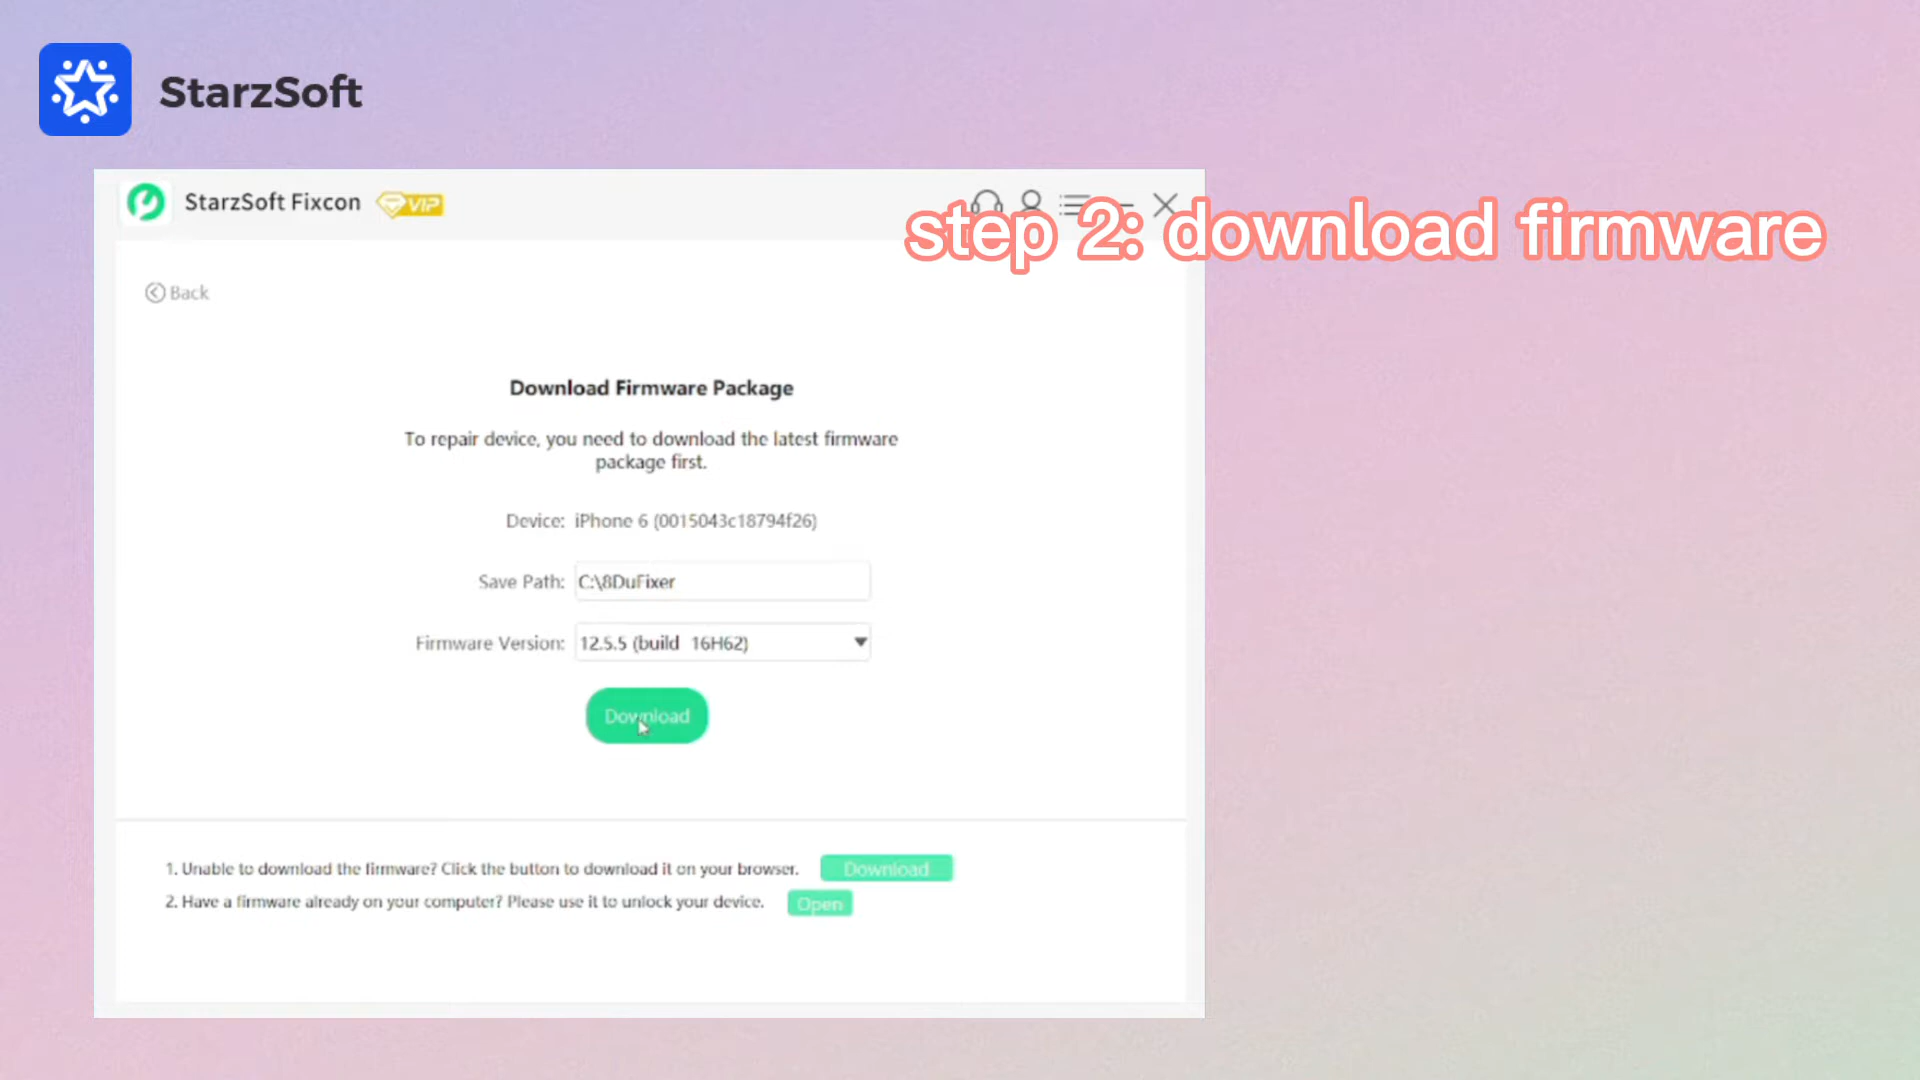 StarzSoft
StarzSoft Fixcon VIP
step 2: download firmware
Back
Download Firmware Package
To repair device, you need to download the latest firmware
package first.
Device: iPhone 6 (0015043c18794f26)
Save Path: C:\8DuFixer
Firmware Version: 12.5.5 (build 16H62)
Download
1. Unable to download the firmware? Click the button to download it on your browser. Download
2. Have a firmware already on your computer? Please use it to unlock your device. Open